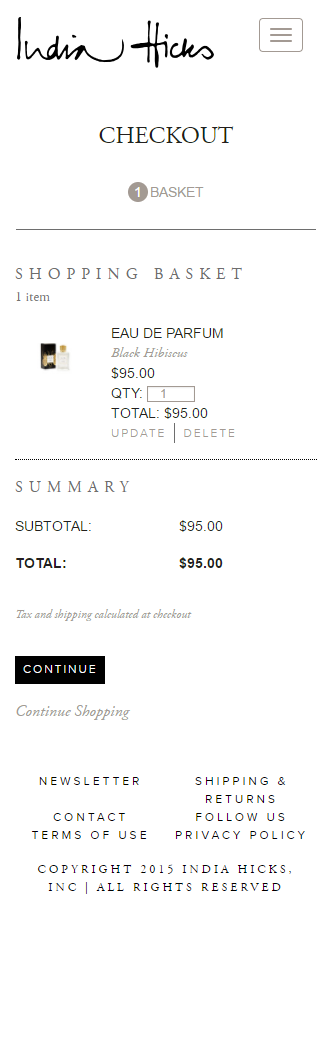 India Hicks
CHECKOUT
1 BASKET
SHOPPING BASKET
1 item
EAU DE PARFUM
Black Hibiscus
$95.00
QTY: 1
TOTAL: $95.00
UPDATE | DELETE
SUMMARY
SUBTOTAL: $95.00
TOTAL: $95.00
Tax and shipping calculated at checkout
CONTINUE
Continue Shopping
NEWSLETTER
SHIPPING &
RETURNS
CONTACT
FOLLOW US
TERMS OF USE
PRIVACY POLICY
COPYRIGHT 2015 INDIA HICKS,
INC | ALL RIGHTS RESERVED